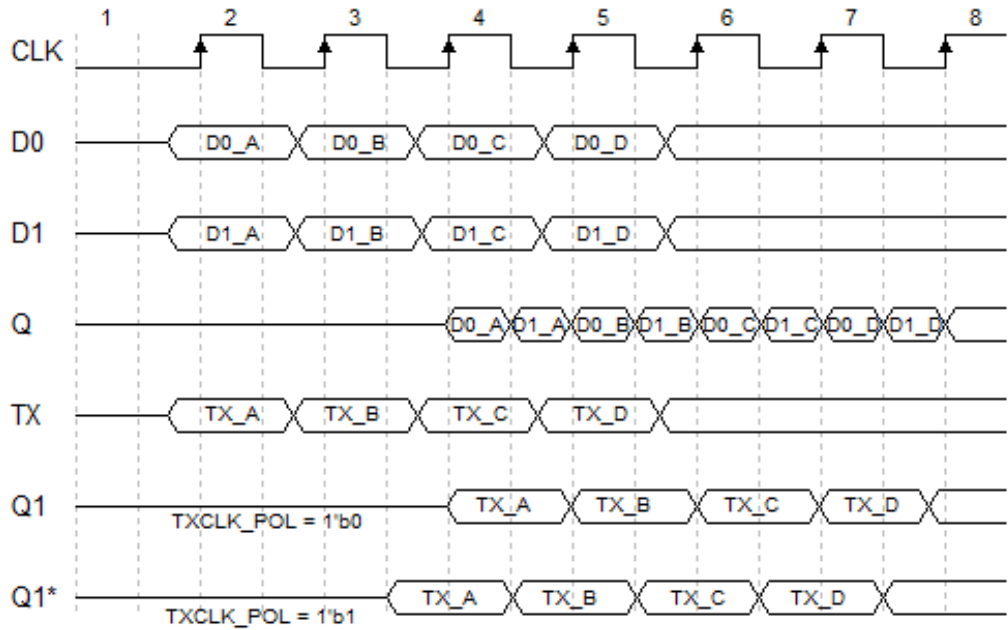 1 2 3 4 5 6 7 8
CLK
D0 D0_A D0_B D0_C D0_D
D1 D1_A D1_B D1_C D1_D
Q D0_A D1_A D0_B D1_B D0_C D1_C D0_D D1_D
TX TX_A TX_B TX_C TX_D
Q1 TX_A TX_B TX_C TX_D
TXCLK_POL = 1"b0
Q1* TX_A TX_B TX_C TX_D
TXCLK_POL = 1"b1